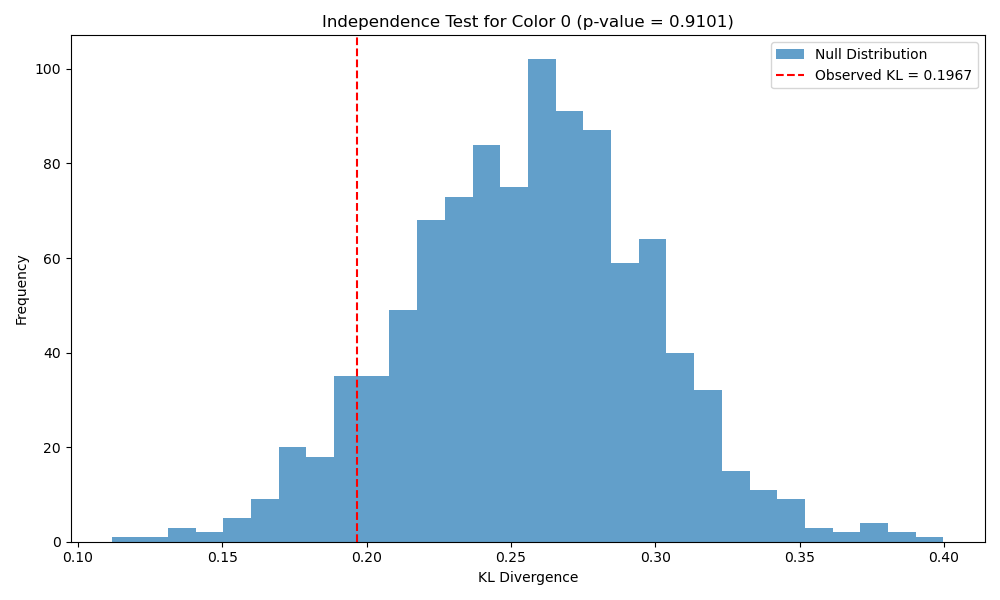 Independence Test for Color 0 (p-value = 0.9101)
Null Distribution
Observed KL = 0.1967
100
80
60
40
20
0
Frequency
0.10 0.15 0.20 0.25 0.30 0.35 0.40
KL Divergence